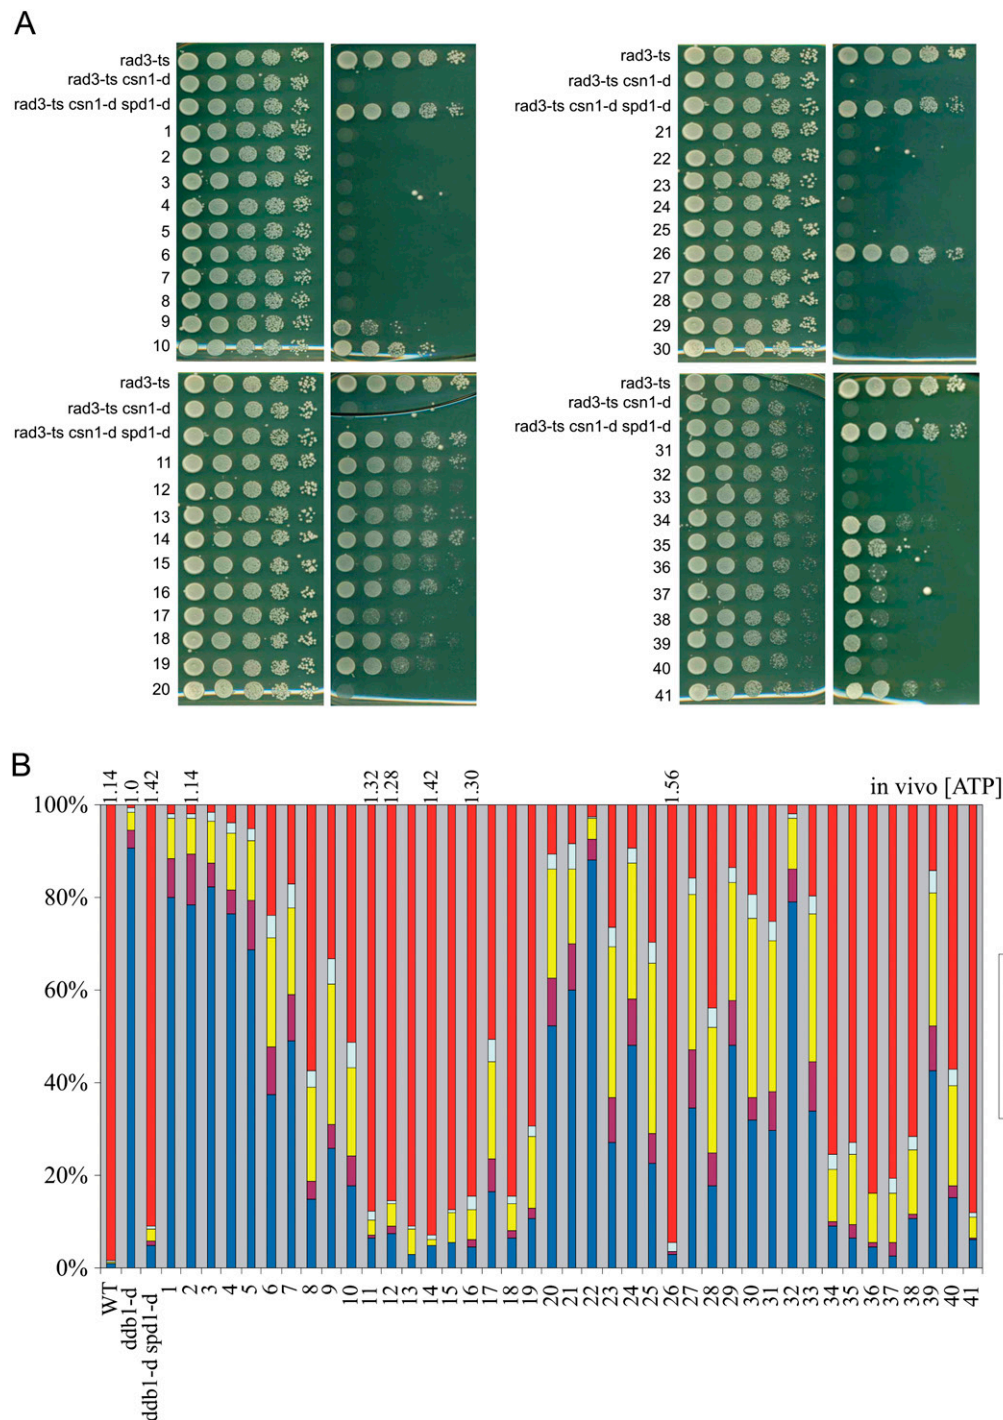 A
rad3-ts
rad3-ts csn1-d
rad3-ts csn1-d spd1-d
1
2
3
4
5
6
7
8
9
10
rad3-ts
rad3-ts csn1-d
rad3-ts csn1-d spd1-d
21
22
23
24
25
26
27
28
29
30
rad3-ts
rad3-ts csn1-d
rad3-ts csn1-d spd1-d
11
12
13
14
15
16
17
18
19
20
rad3-ts
rad3-ts csn1-d
rad3-ts csn1-d spd1-d
31
32
33
34
35
36
37
38
39
40
41
B
1.14 1.0 1.42 1.14 1.32 1.28 1.42 1.30 1.56 in vivo [ATP]
100%
80%
60%
40%
20%
0%
WT ddb1-d ddb1-d spd1-d 1 2 3 4 5 6 7 8 9 10 11 12 13 14 15 16 17 18 19 20 21 22 23 24 25 26 27 28 29 30 31 32 33 34 35 36 37 38 39 40 41